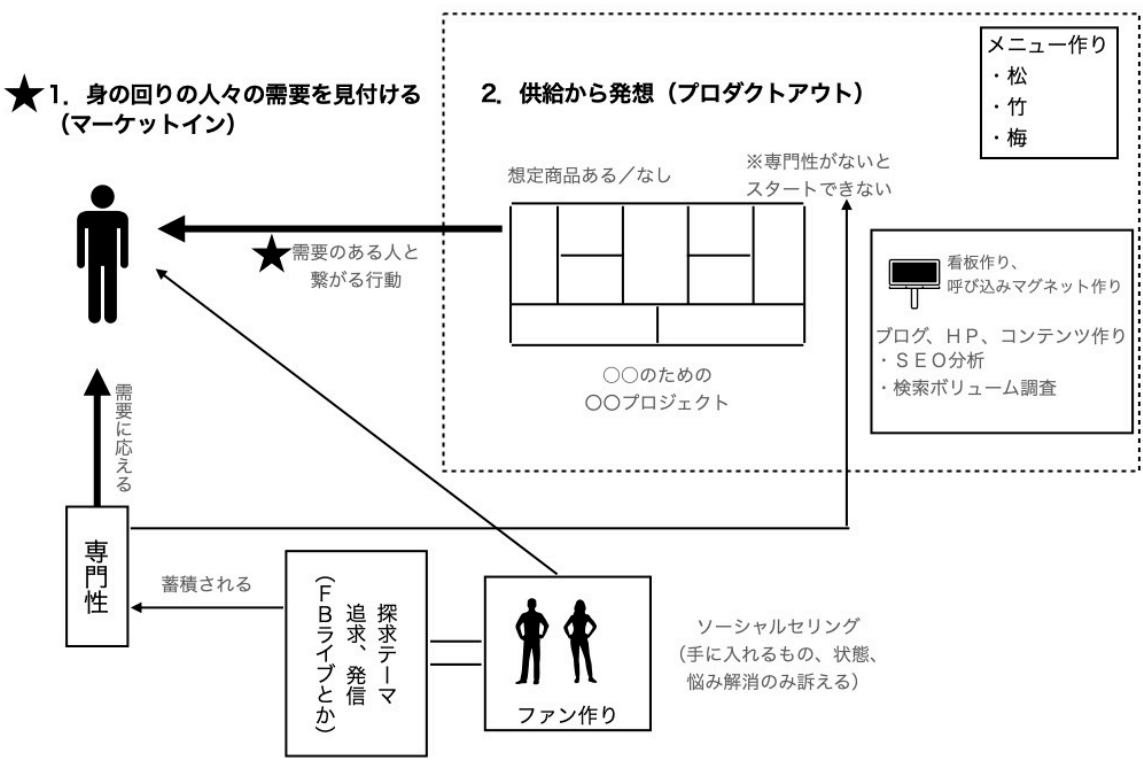 ★1．身の回りの人々の需要を見付ける
（マーケットイン）
2．供給から発想（プロダクトアウト）
メニュー作り
・松
・竹
・梅
想定商品ある／なし
※専門性がないと
スタートできない
★需要のある人と
繋がる行動
○○のための
〇〇プロジェクト
看板作り、
呼び込みマグネット作り
ブログ、ＨＰ、コンテンツ作り
・ＳＥＯ分析
・検索ボリューム調査
需要に応える
専門性
蓄積される
探求テーマ
追求、発信
（ＦＢライブとか）
ファン作り
ソーシャルセリング
（手に入れるもの、状態、
悩み解消のみ訴える）